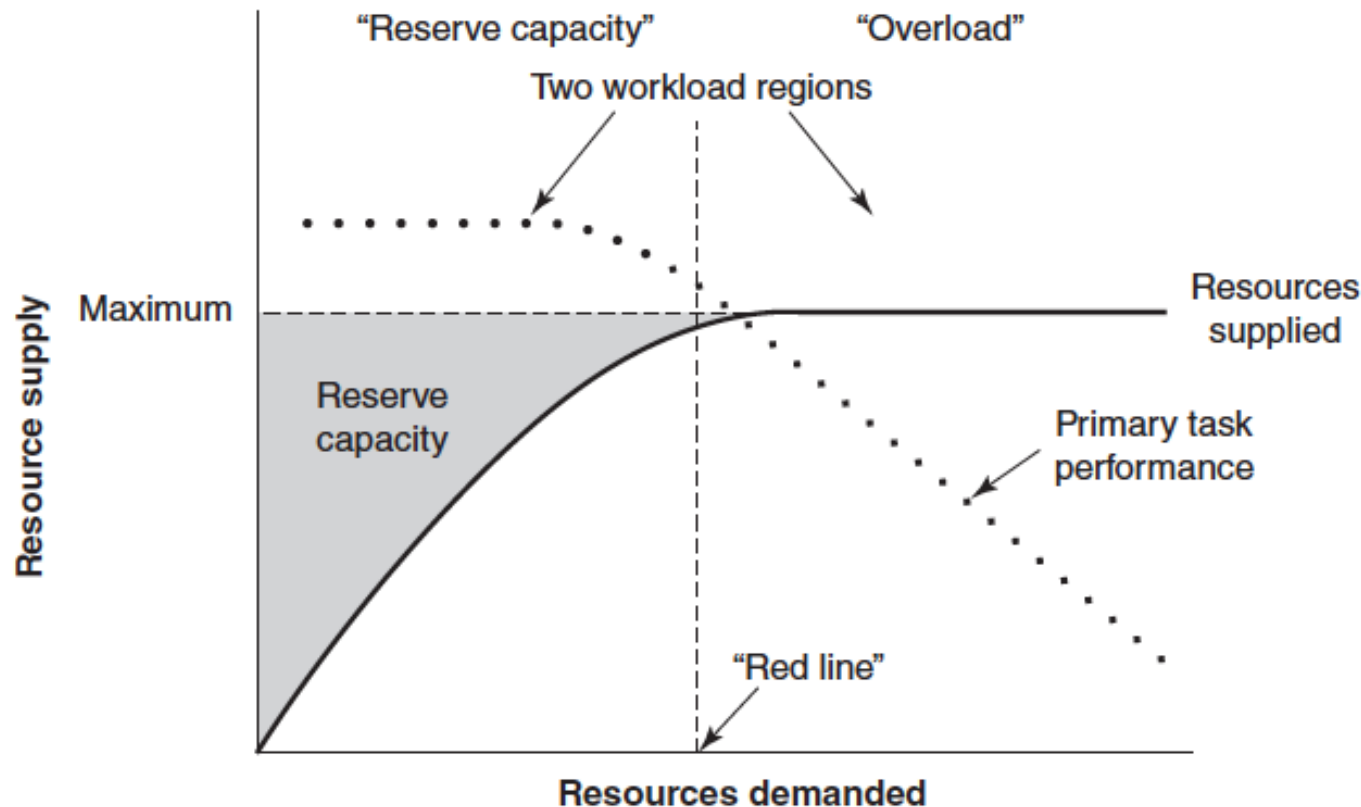 “Reserve capacity”
“Overload”
Two workload regions
Maximum
Resources
supplied
Reserve
capacity
Primary task
performance
“Red line”
Resource supply
Resources demanded